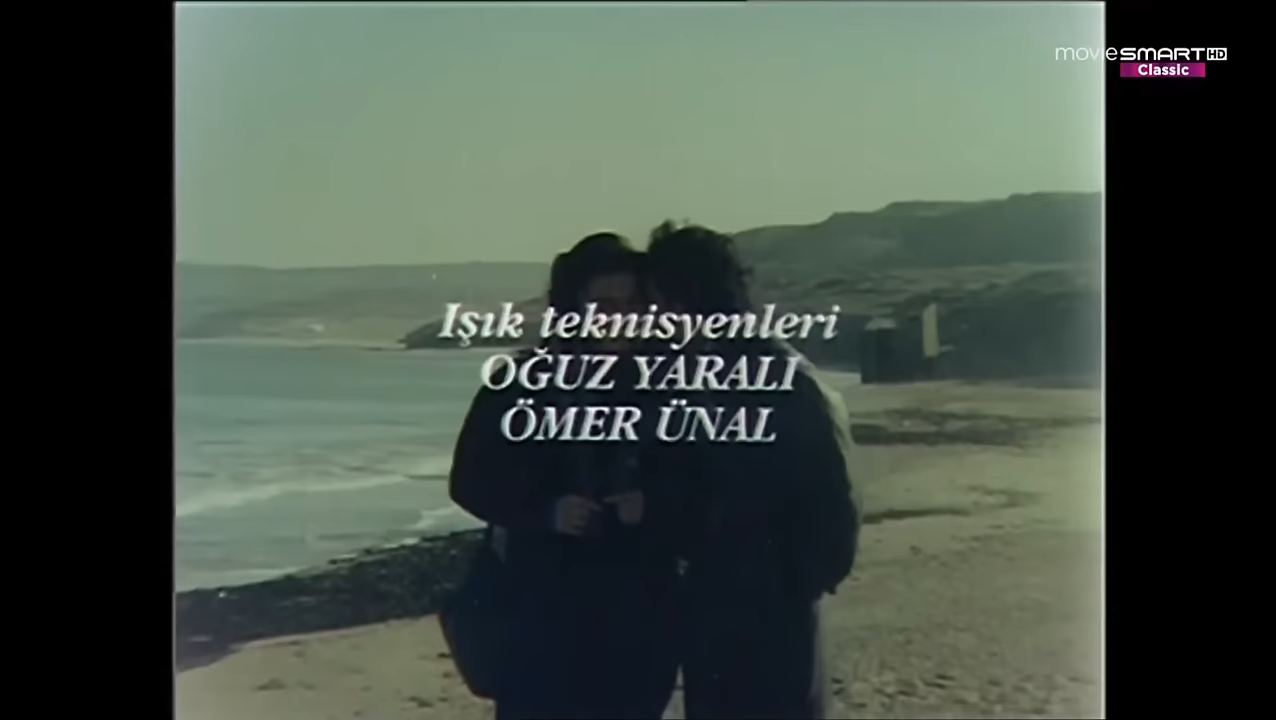 movieSMART HD
Classic
Işık teknisyenleri
OĞUZ YARALI
ÖMER ÜNAL